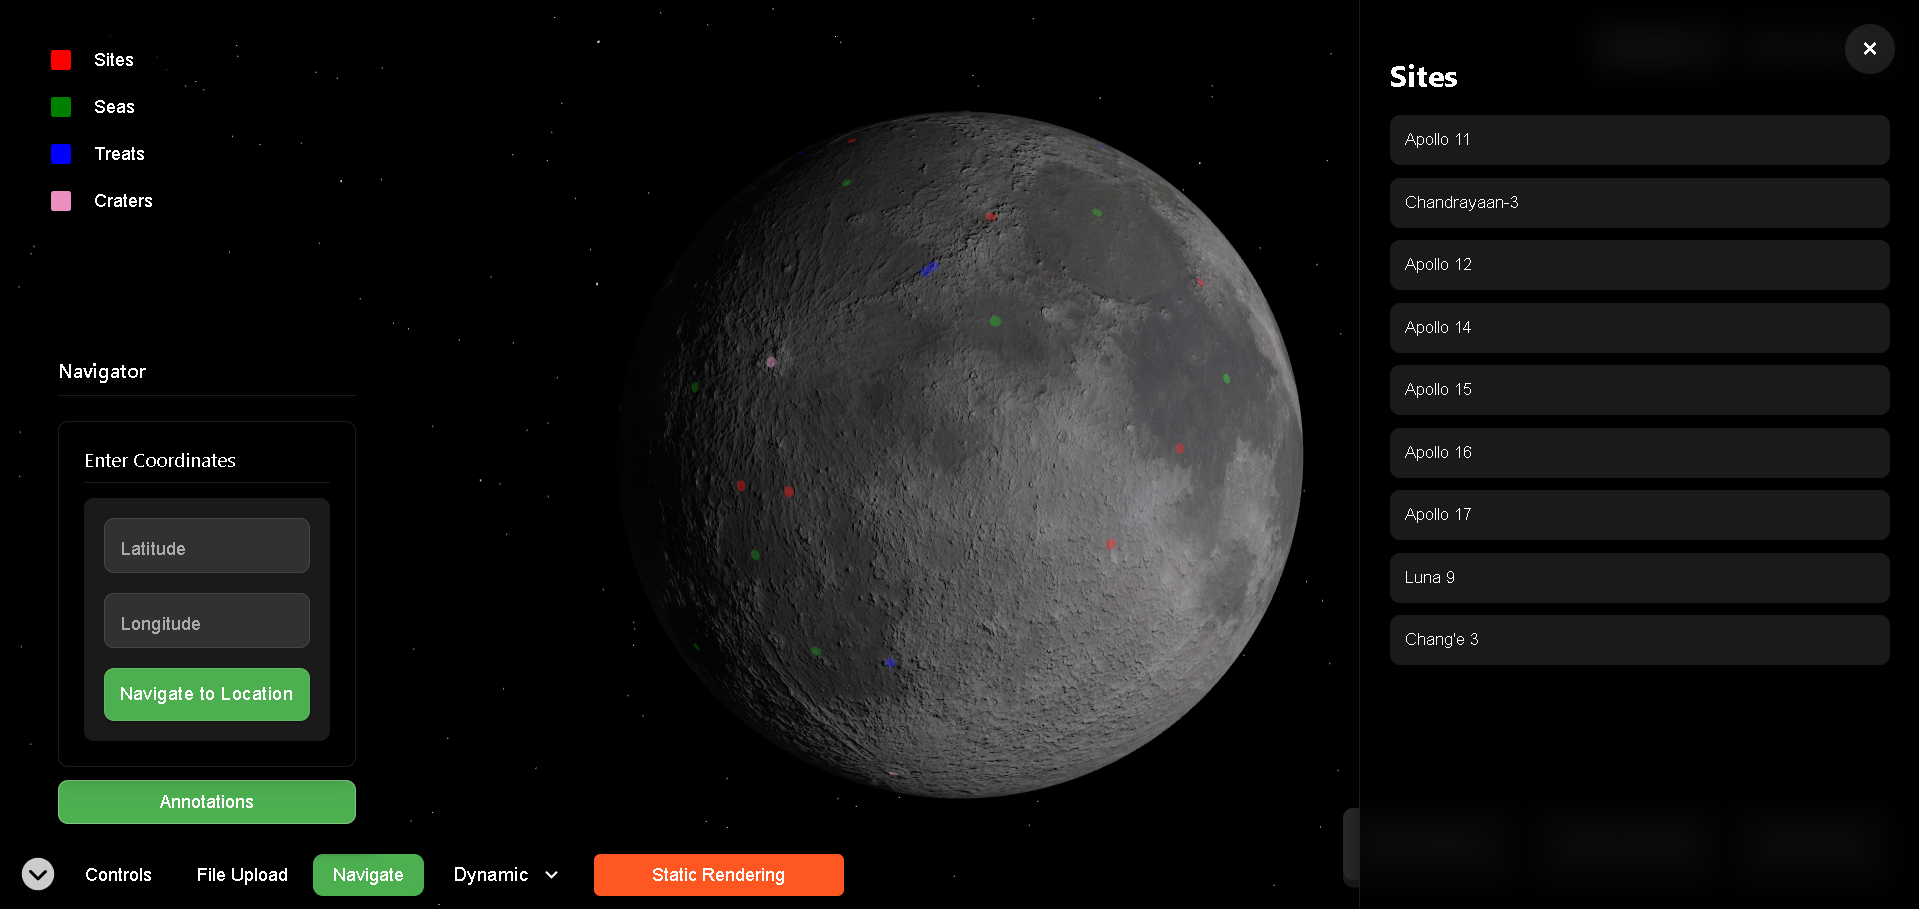 Sites
Seas
Treats
Craters
Navigator
Enter Coordinates
Latitude
Longitude
Navigate to Location
Annotations
Controls
File Upload
Navigate
Dynamic
Static Rendering
Sites
Apollo 11
Chandrayaan-3
Apollo 12
Apollo 14
Apollo 15
Apollo 16
Apollo 17
Luna 9
Chang'e 3